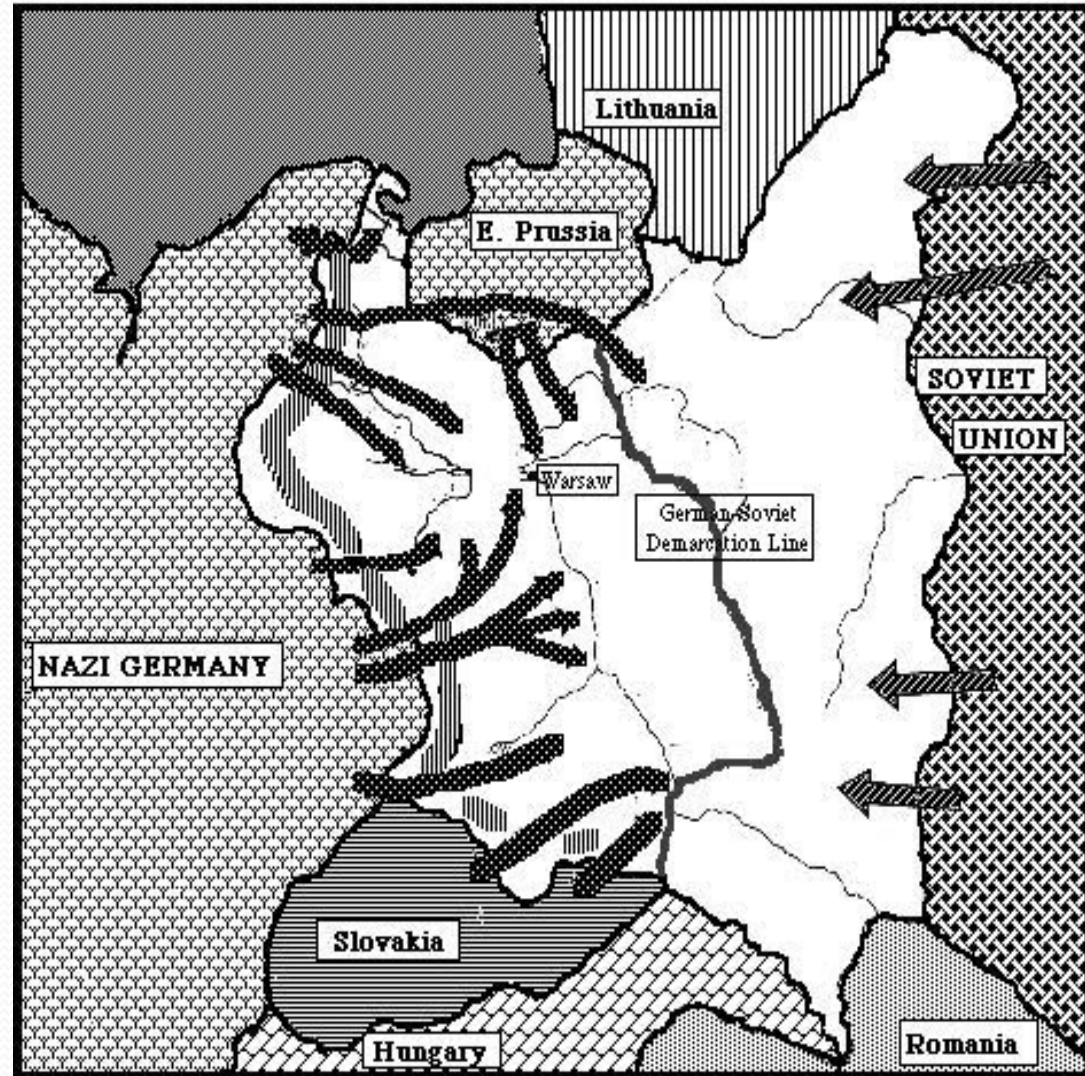 Lithuania
E. Prussia
SOVIET
UNION
Warsaw
German-Soviet
Demarcation Line
NAZI GERMANY
Slovakia
Hungary
Romania